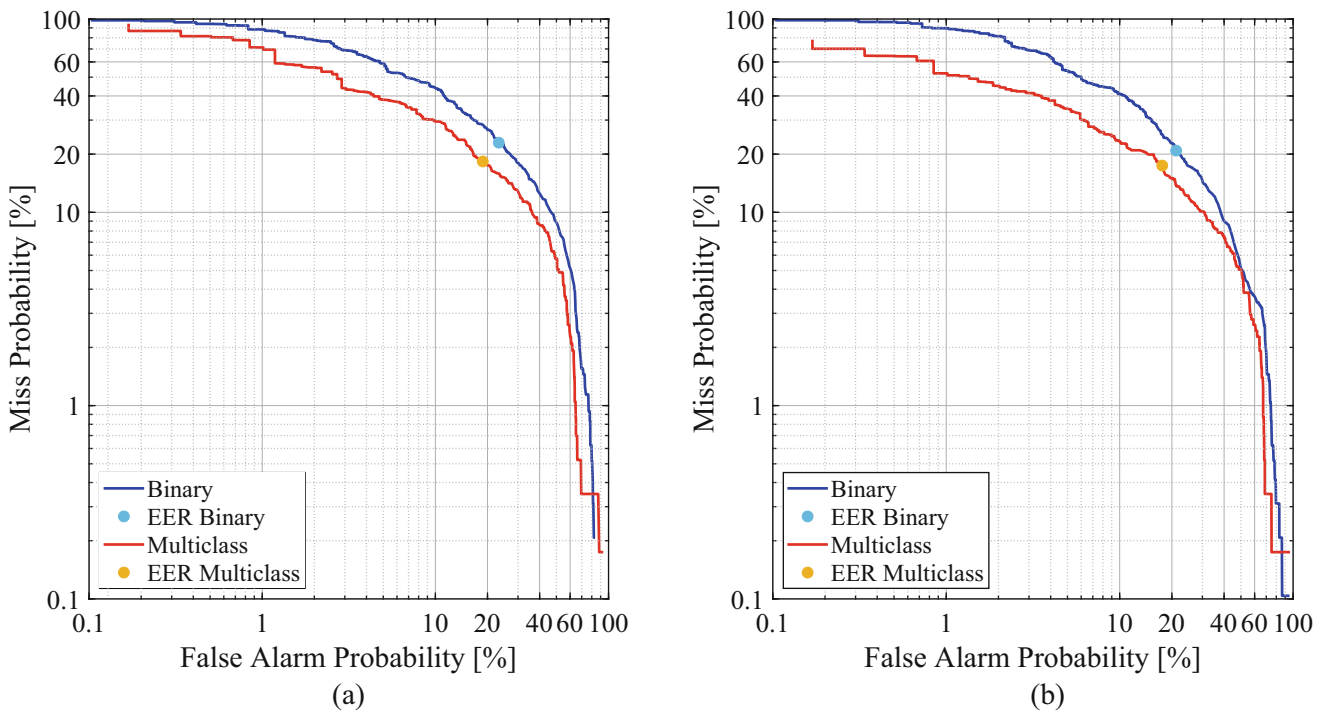 100
60
40
20
10
1
0.1
Miss Probability [%]
Binary
EER Binary
Multiclass
EER Multiclass
0.1 1 10 20 40 60 100
False Alarm Probability [%]
(a)
100
60
40
20
10
1
0.1
Miss Probability [%]
Binary
EER Binary
Multiclass
EER Multiclass
0.1 1 10 20 40 60 100
False Alarm Probability [%]
(b)